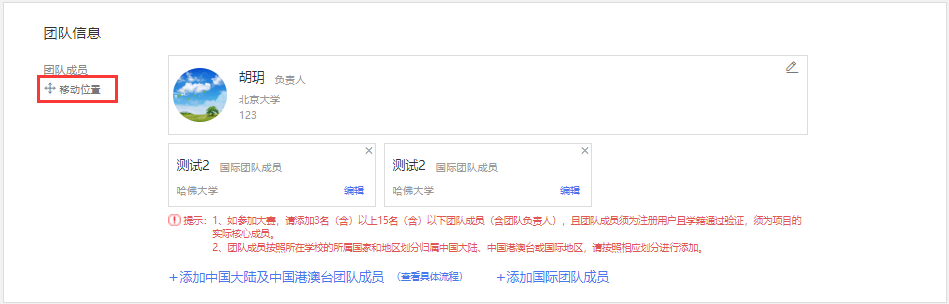 团队信息
团队成员
移动位置
胡玥 负责人
北京大学
123
测试2 国际团队成员
哈佛大学 编辑
测试2 国际团队成员
哈佛大学 编辑
提示：1、如参加大赛，请添加3名（含）以上15名（含）以下团队成员（含团队负责人），且团队成员须为注册用户且学籍通过验证，须为项目的
实际核心成员。
2、团队成员按照所在学校的所属国家和地区划分归属中国大陆、中国港澳台或国际地区，请按照相应划分进行添加。
+添加中国大陆及中国港澳台团队成员 （查看具体流程） +添加国际团队成员